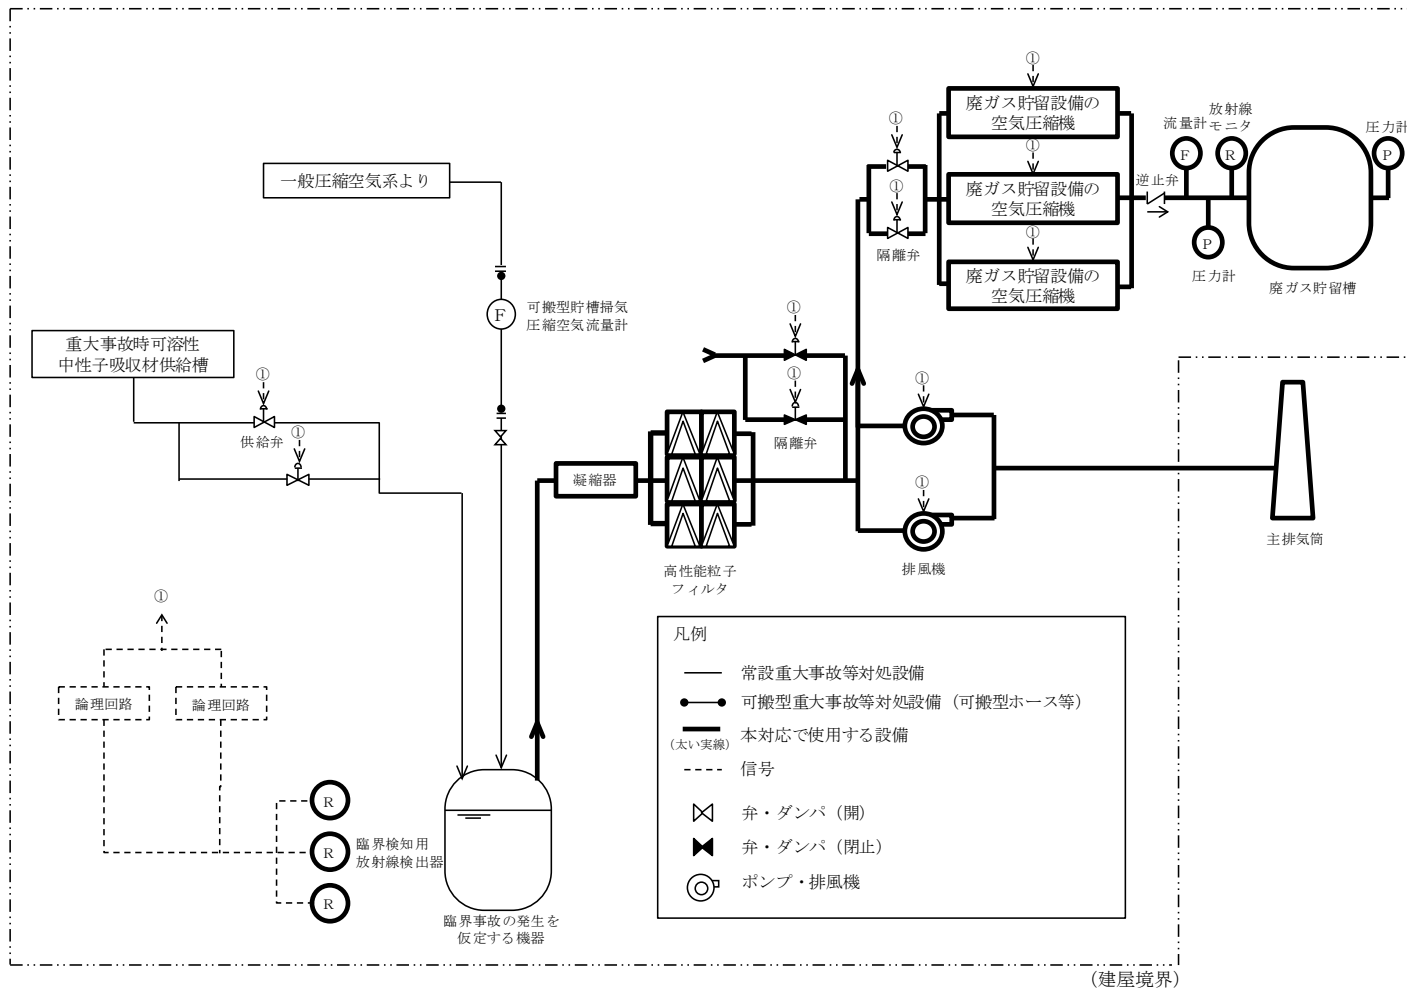 ①
廃ガス貯留設備の
空気圧縮機
①
放射線
モニタ
流量計
圧力計
F
R
P
①
廃ガス貯留設備の
空気圧縮機
逆止弁
①
①
廃ガス貯留設備の
空気圧縮機
隔離弁
P
圧力計
廃ガス貯留槽
一般圧縮空気系より
F
可搬型貯槽掃気
圧縮空気流量計
重大事故時可溶性
中性子吸収材供給槽
①
供給弁
①
①
①
隔離弁
①
①
排風機
凝縮器
高性能粒子
フィルタ
主排気筒
①
論理回路
論理回路
R
R
R
臨界検知用
放射線検出器
臨界事故の発生を
仮定する機器
凡例
常設重大事故等対処設備
可搬型重大事故等対処設備（可搬型ホース等）
本対応で使用する設備
（太い実線）
信号
弁・ダンパ（開）
弁・ダンパ（閉止）
ポンプ・排風機
（建屋境界）